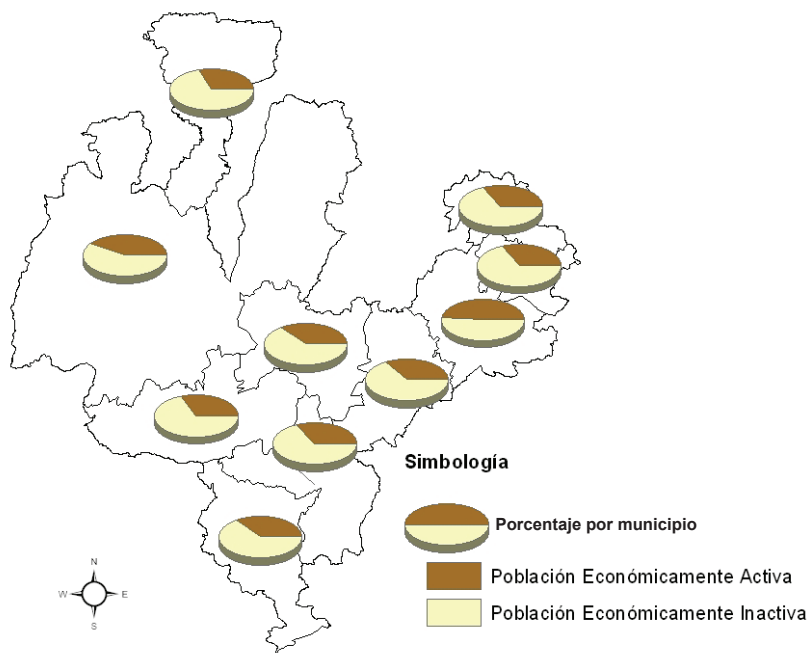 Simbología
Porcentaje por municipio
Población Económicamente Activa
Población Económicamente Inactiva
N
W E
S